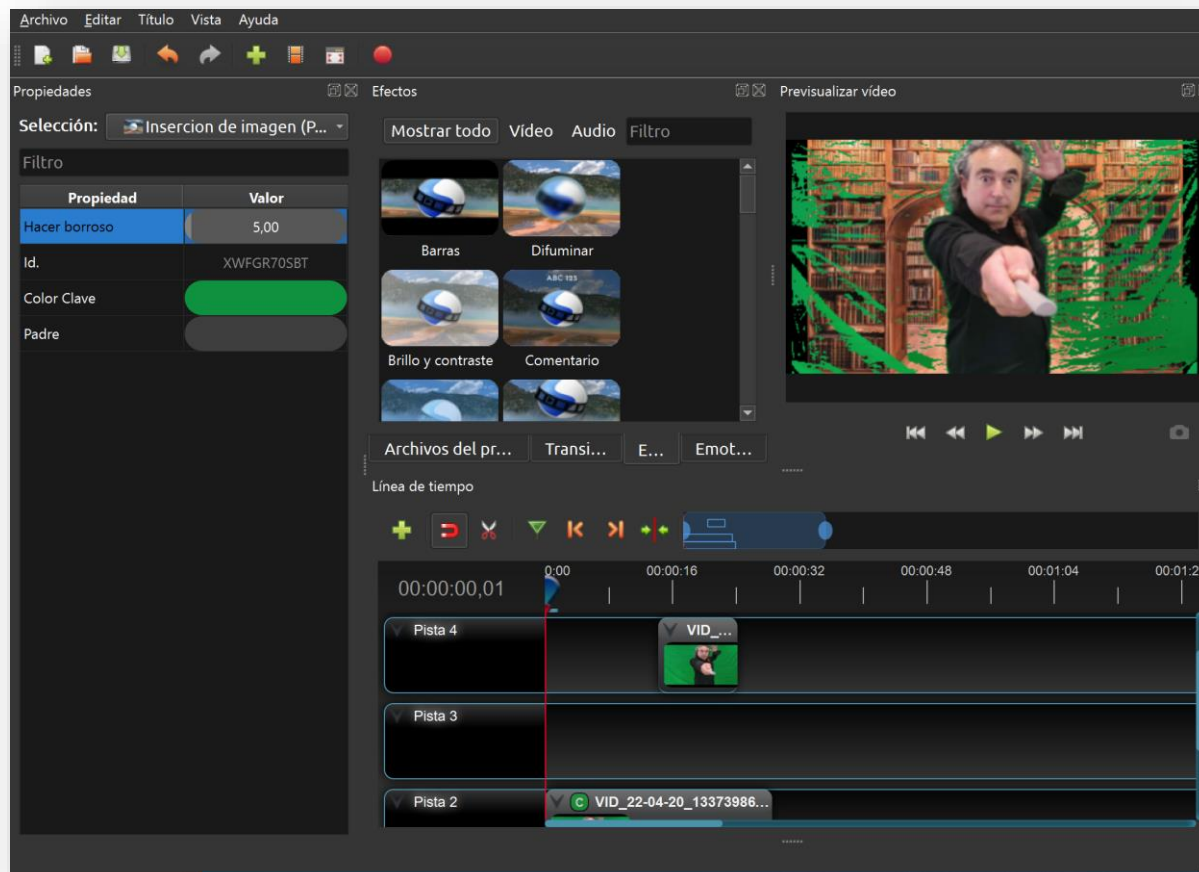 Archivo Editar Título Vista Ayuda
Propiedades
Selección: Insercion de imagen (P...
Filtro
Propiedad Valor
Hacer borroso 5,00
Id. XWFGR70SBT
Color Clave
Padre
Efectos
Mostrar todo Vídeo Audio Filtro
Barras Difuminar
ABC 123
Brillo y contraste Comentario
Archivos del pr... Transi... E... Emot...
Previsualizar vídeo
Línea de tiempo
00:00:00,01
0:00 00:00:16 00:00:32 00:00:48 00:01:04 00:01:2
Pista 4 VID_...
Pista 3
Pista 2 C VID_22-04-20_13373986...